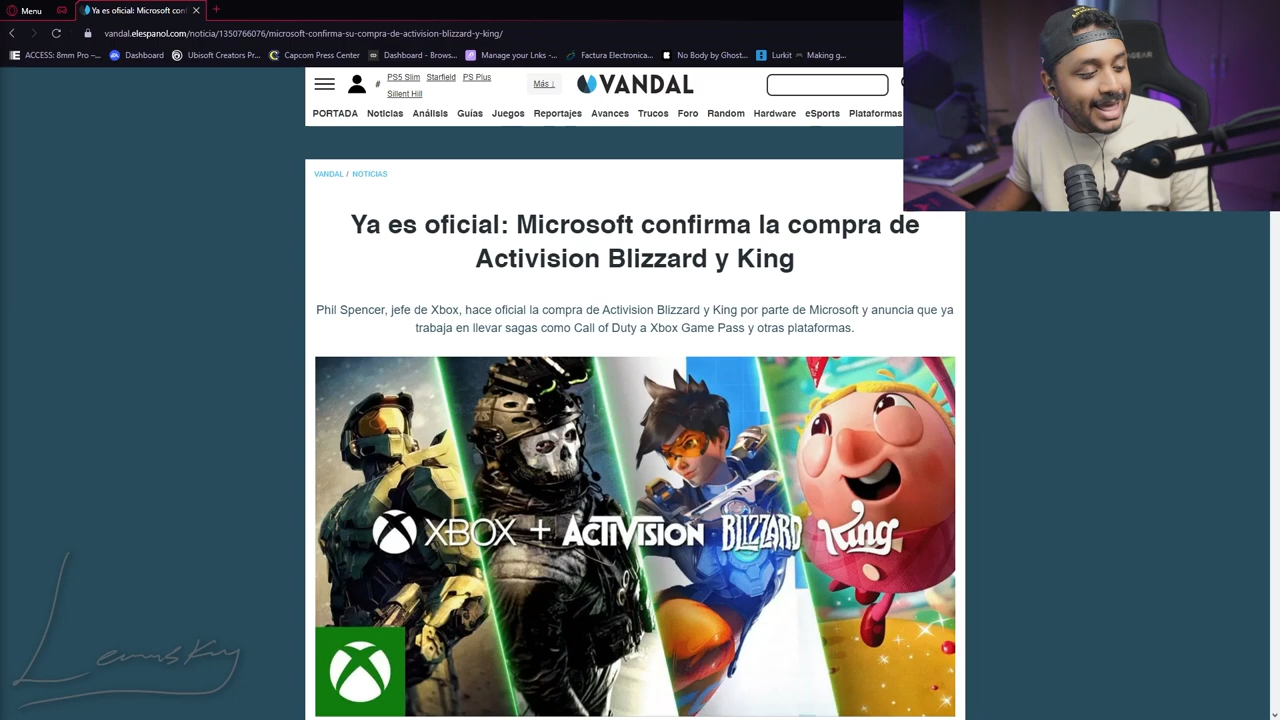 Menu
Ya es oficial: Microsoft con
vandal.elespanol.com/noticia/1350766076/microsoft-confirma-su-compra-de-activision-blizzard-y-king/
ACCESS: 8mm Pro –... Dashboard Ubisoft Creators Pr... Capcom Press Center Dashboard - Brows... Manage your Lnks -... Factura Electronica... No Body by Ghost... Lurkit 🎮 Making g...
# PS5 Slim Starfield PS Plus
Sillent Hill
Más ↓
VANDAL
PORTADA Noticias Análisis Guías Juegos Reportajes Avances Trucos Foro Random Hardware eSports Plataformas
VANDAL / NOTICIAS
Ya es oficial: Microsoft confirma la compra de
Activision Blizzard y King
Phil Spencer, jefe de Xbox, hace oficial la compra de Activision Blizzard y King por parte de Microsoft y anuncia que ya
trabaja en llevar sagas como Call of Duty a Xbox Game Pass y otras plataformas.
XBOX + ACTIVISION BLIZZARD King
Lemusky